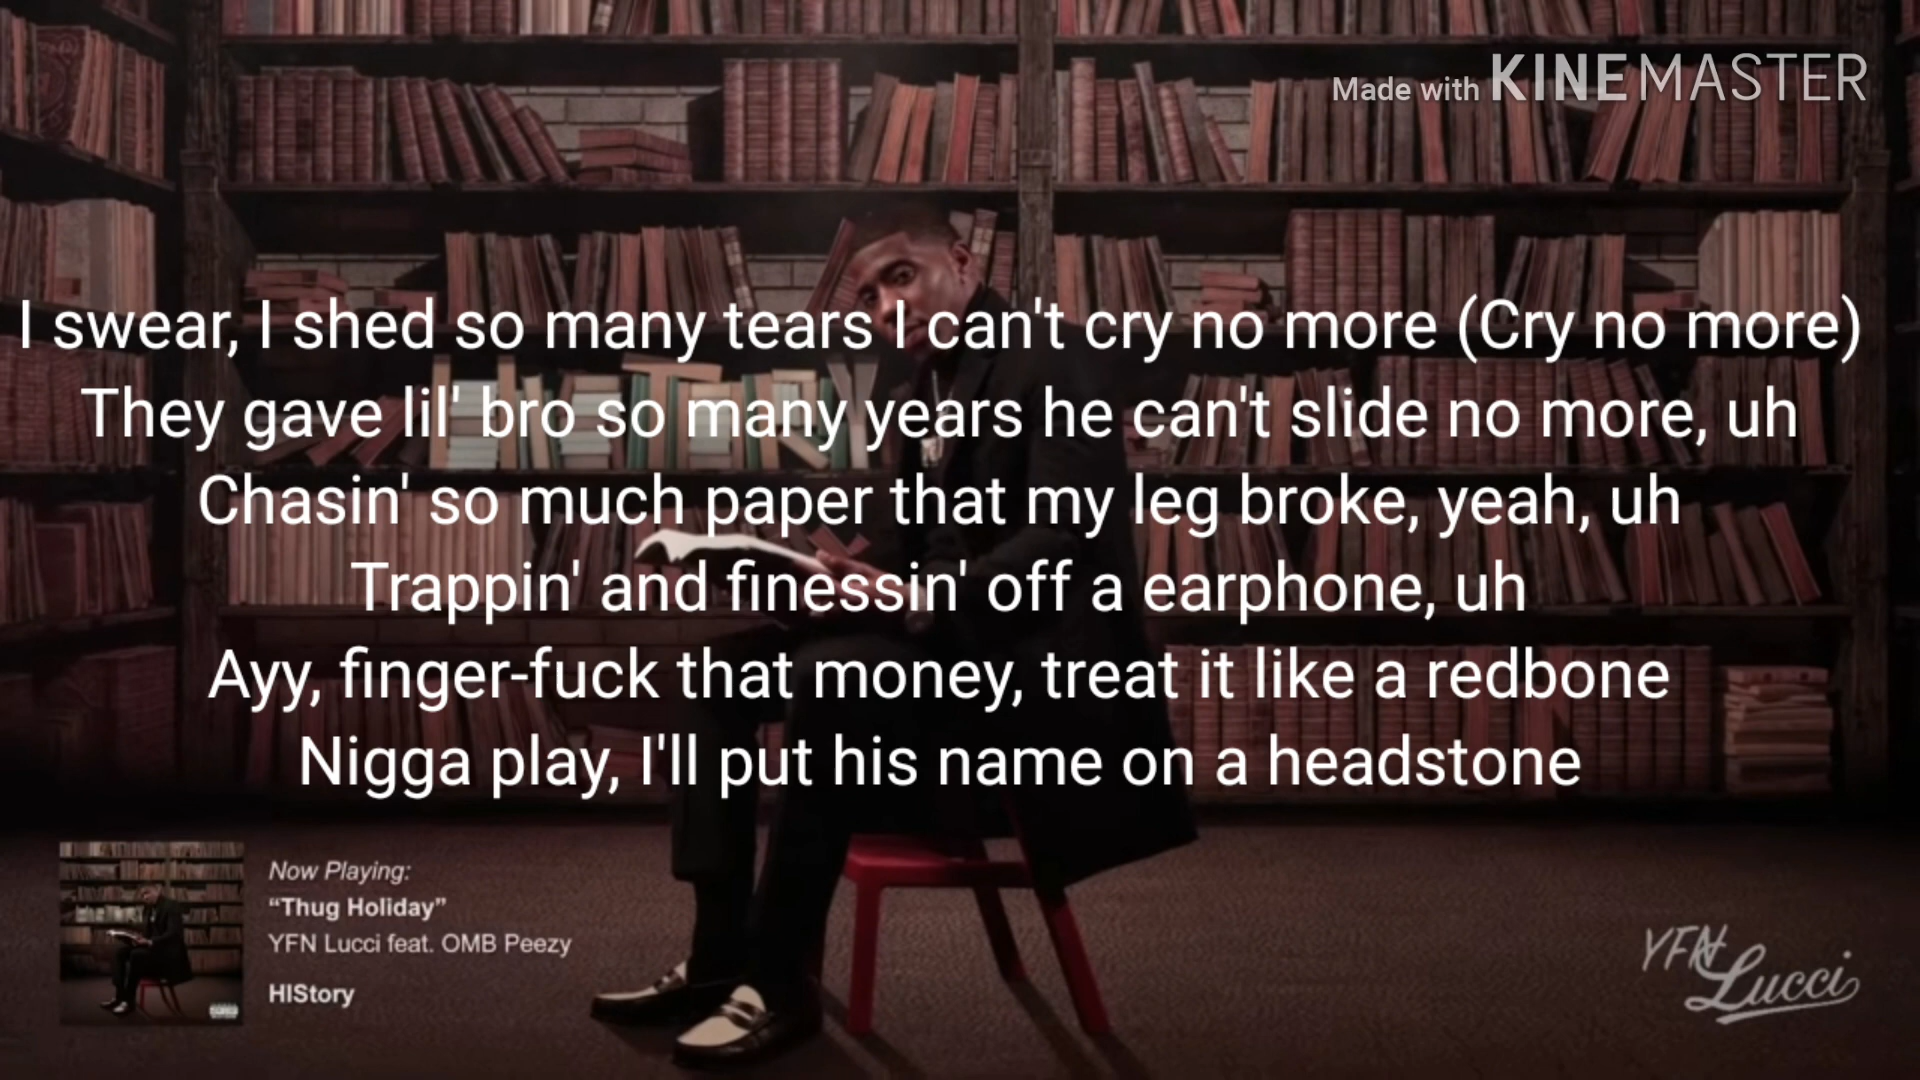 Made with KINEMASTER
HISTORY
I swear, I shed so many tears I can't cry no more (Cry no more)
They gave lil' bro so many years he can't slide no more, uh
Chasin' so much paper that my leg broke, yeah, uh
Trappin' and finessin' off a earphone, uh
Ayy, finger-fuck that money, treat it like a redbone
Nigga play, I'll put his name on a headstone
Now Playing:
“Thug Holiday”
YFN Lucci feat. OMB Peezy
HIStory
YFN Lucci